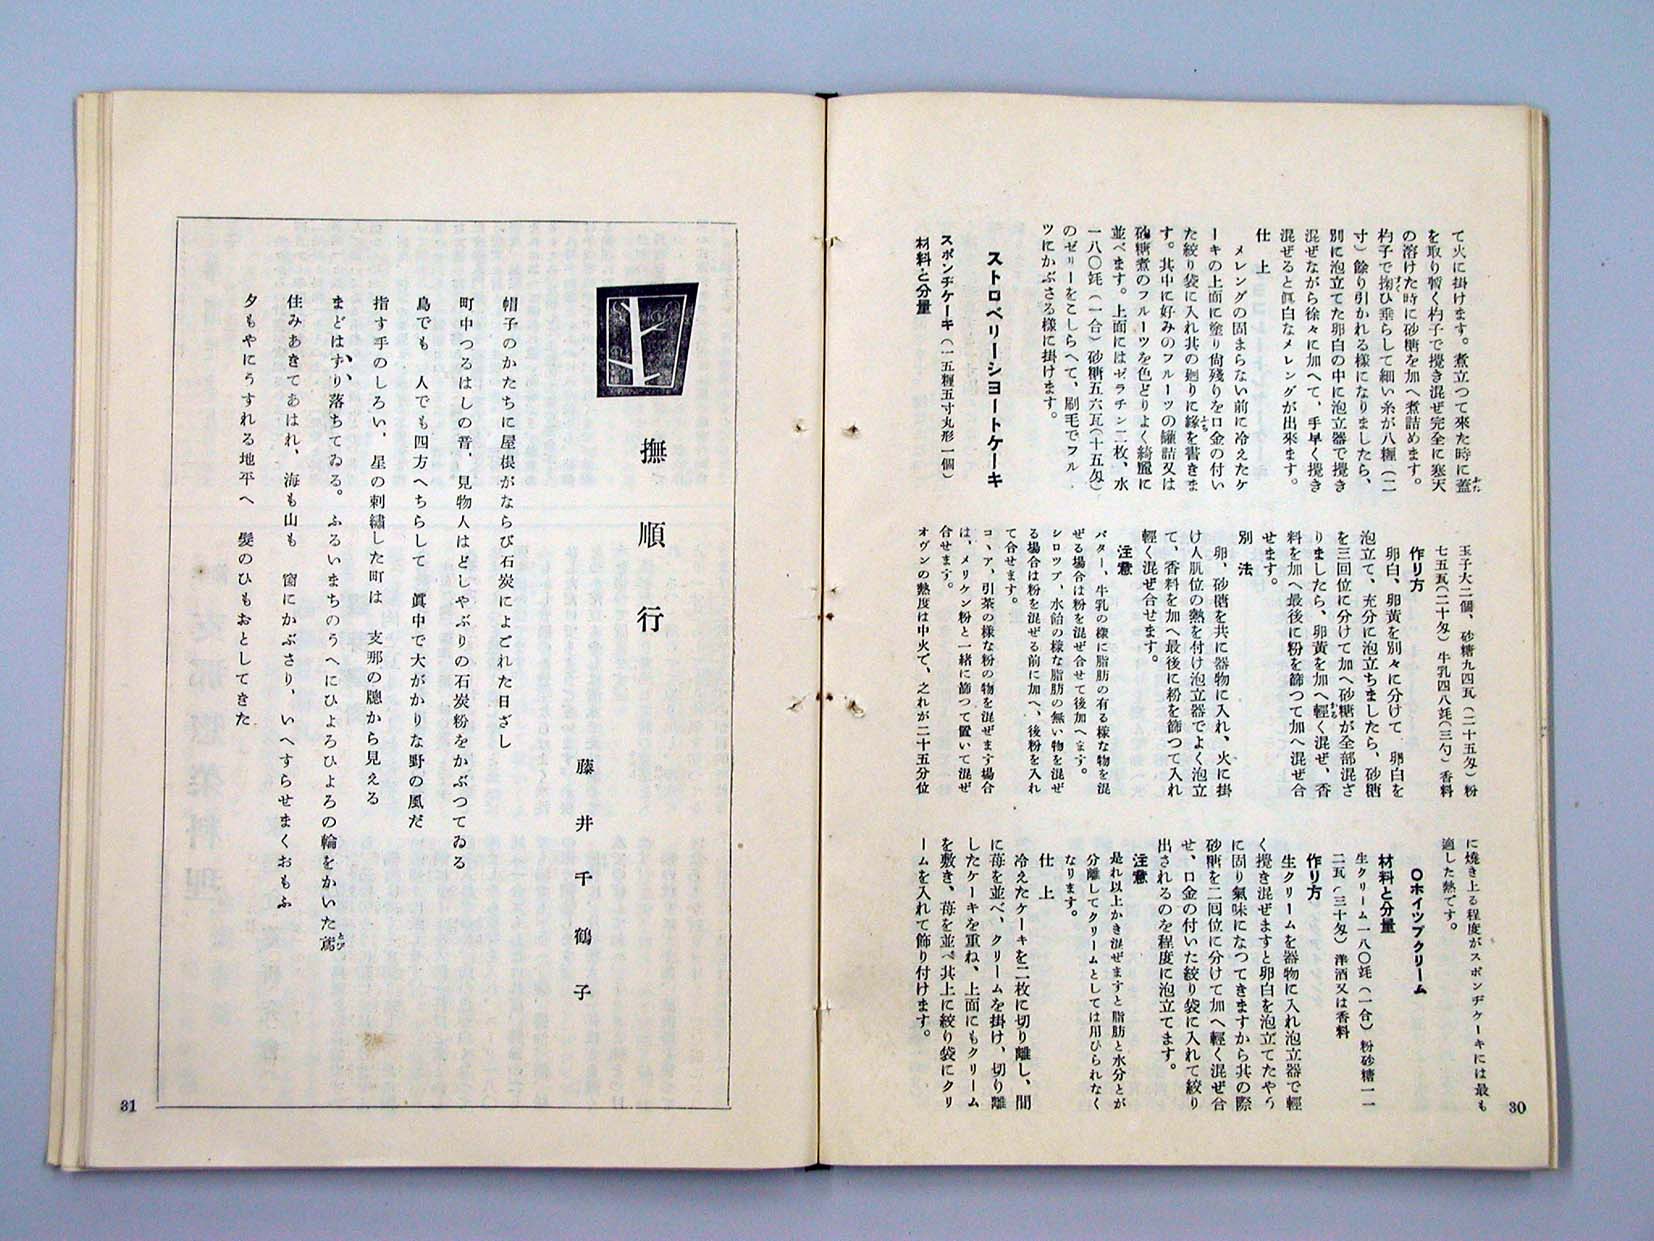 て火に掛けます。煮立つて來た時に蓋
を取り暫く杓子で攪き混ぜ完全に寒天
の溶けた時に砂糖を加へ煮詰めます。
杓子で掬ひ垂らして細い糸が八糎（二
寸）餘り引かれる樣になりましたら、
別に泡立てた卵白の中に泡立器で攪き
混ぜながら徐々に加へて、手早く攪き
混ぜると眞白なメレングが出來ます。
仕上
メレングの固まらない前に冷えたケ
ーキの上面に塗り尙殘りを口金の付い
た絞り袋に入れ其の廻りに緣を書きま
す。其中に好みのフルーツの罐詰又は
砂糖煮のフルーツを色どりよく綺麗に
並べます。上面にはゼラチン二枚、水
一八〇竓（一合）砂糖五六瓦（十五匁）
のゼリーをこしらへて、刷毛でフル
ツにかぶさる樣に掛けます。
ストロベリーシヨートケーキ
スポンヂケーキ（一五糎五寸丸形一個）
材料と分量
玉子大二個、砂糖九四瓦（二十五匁）粉
七五瓦（二十匁）牛乳四八竓（三勺）香料
作り方
卵白、卵黃を別々に分けて、卵白を
泡立て、充分に泡立ちましたら、砂糖
を三回位に分けて加へ砂糖が全部混ざ
りましたら、卵黃を加へ輕く混ぜ、香
料を加へ最後に粉を篩つて加へ混ぜ合
せます。
別法
卵、砂糖を共に器物に入れ、火に掛
け人肌位の熱を付け泡立器でよく泡立
て、香料を加へ最後に粉を篩つて入れ
輕く混ぜ合せます。
注意
バター、牛乳の樣に脂肪の有る樣な物を混
ぜる場合は粉を混ぜ合せて後加へます。
シロツプ、水飴の樣な脂肪の無い物を混ぜ
る場合は粉を混ぜる前に加へ、後粉を入れ
て合せます。
コヽア、引茶の樣な粉の物を混ぜます場合
は、メリケン粉と一緖に篩つて置いて混ぜ
合せます。
オヴンの熱度は中火で、之れが二十五分位
に燒き上る程度がスポンヂケーキには最も
適した熱です。
〇ホイツプクリーム
材料と分量
生クリーム一八〇竓（一合）粉砂糖一一
二瓦（三十匁）洋酒又は香料
作り方
生クリームを器物に入れ泡立器で輕
く攪き混ぜますと卵白を泡立てたやう
に固り氣味になつてきますから其の際
砂糖を二回位に分けて加へ輕く混ぜ合
せ、口金の付いた絞り袋に入れて絞り
出されるのを程度に泡立てます。
注意
是れ以上かき混ぜますと脂肪と水分とが
分離してクリームとしては用ひられなく
なります。
仕上
冷えたケーキを二枚に切り離し、間
に苺を並べ、クリームを掛け、切り離
したケーキを重ね、上面にもクリーム
を敷き、苺を並べ其上に絞り袋にクリ
ームを入れて飾り付けます。
30
撫順行
藤井千鶴子
帽子のかたちに屋根がならび石炭によごれた日ざし
町中つるはしの音、見物人はどしやぶりの石炭粉をかぶつてゐる
鳥でも　人でも四方へちらして　眞中で大がかりな野の風だ
指す手のしろい、星の刺繡した町は　支那の牕から見える
まどはずり落ちてゐる。ふるいまちのうへにひよろひよろの輪をかいた鳶
住みあきてあはれ、海も山も　窗にかぶさり、いへすらせまくおもふ
夕もやにうすれる地平へ　髮のひもおとしてきた
31